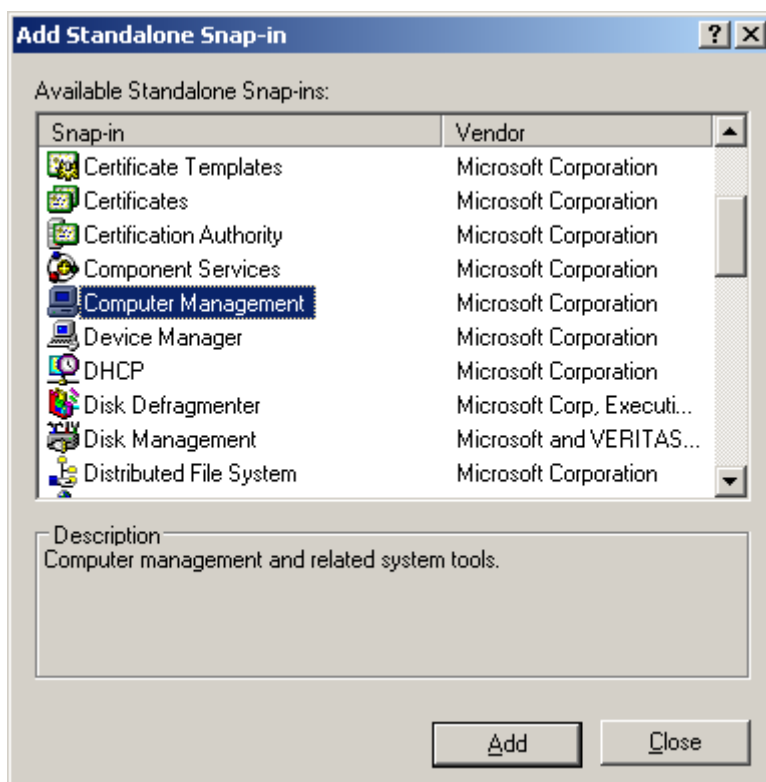 Add Standalone Snap-in
Available Standalone Snap-ins:
Snap-in Vendor
Certificate Templates Microsoft Corporation
Certificates Microsoft Corporation
Certification Authority Microsoft Corporation
Component Services Microsoft Corporation
Computer Management Microsoft Corporation
Device Manager Microsoft Corporation
DHCP Microsoft Corporation
Disk Defragmenter Microsoft Corp, Executi...
Disk Management Microsoft and VERITAS...
Distributed File System Microsoft Corporation
Description
Computer management and related system tools.
Add Close